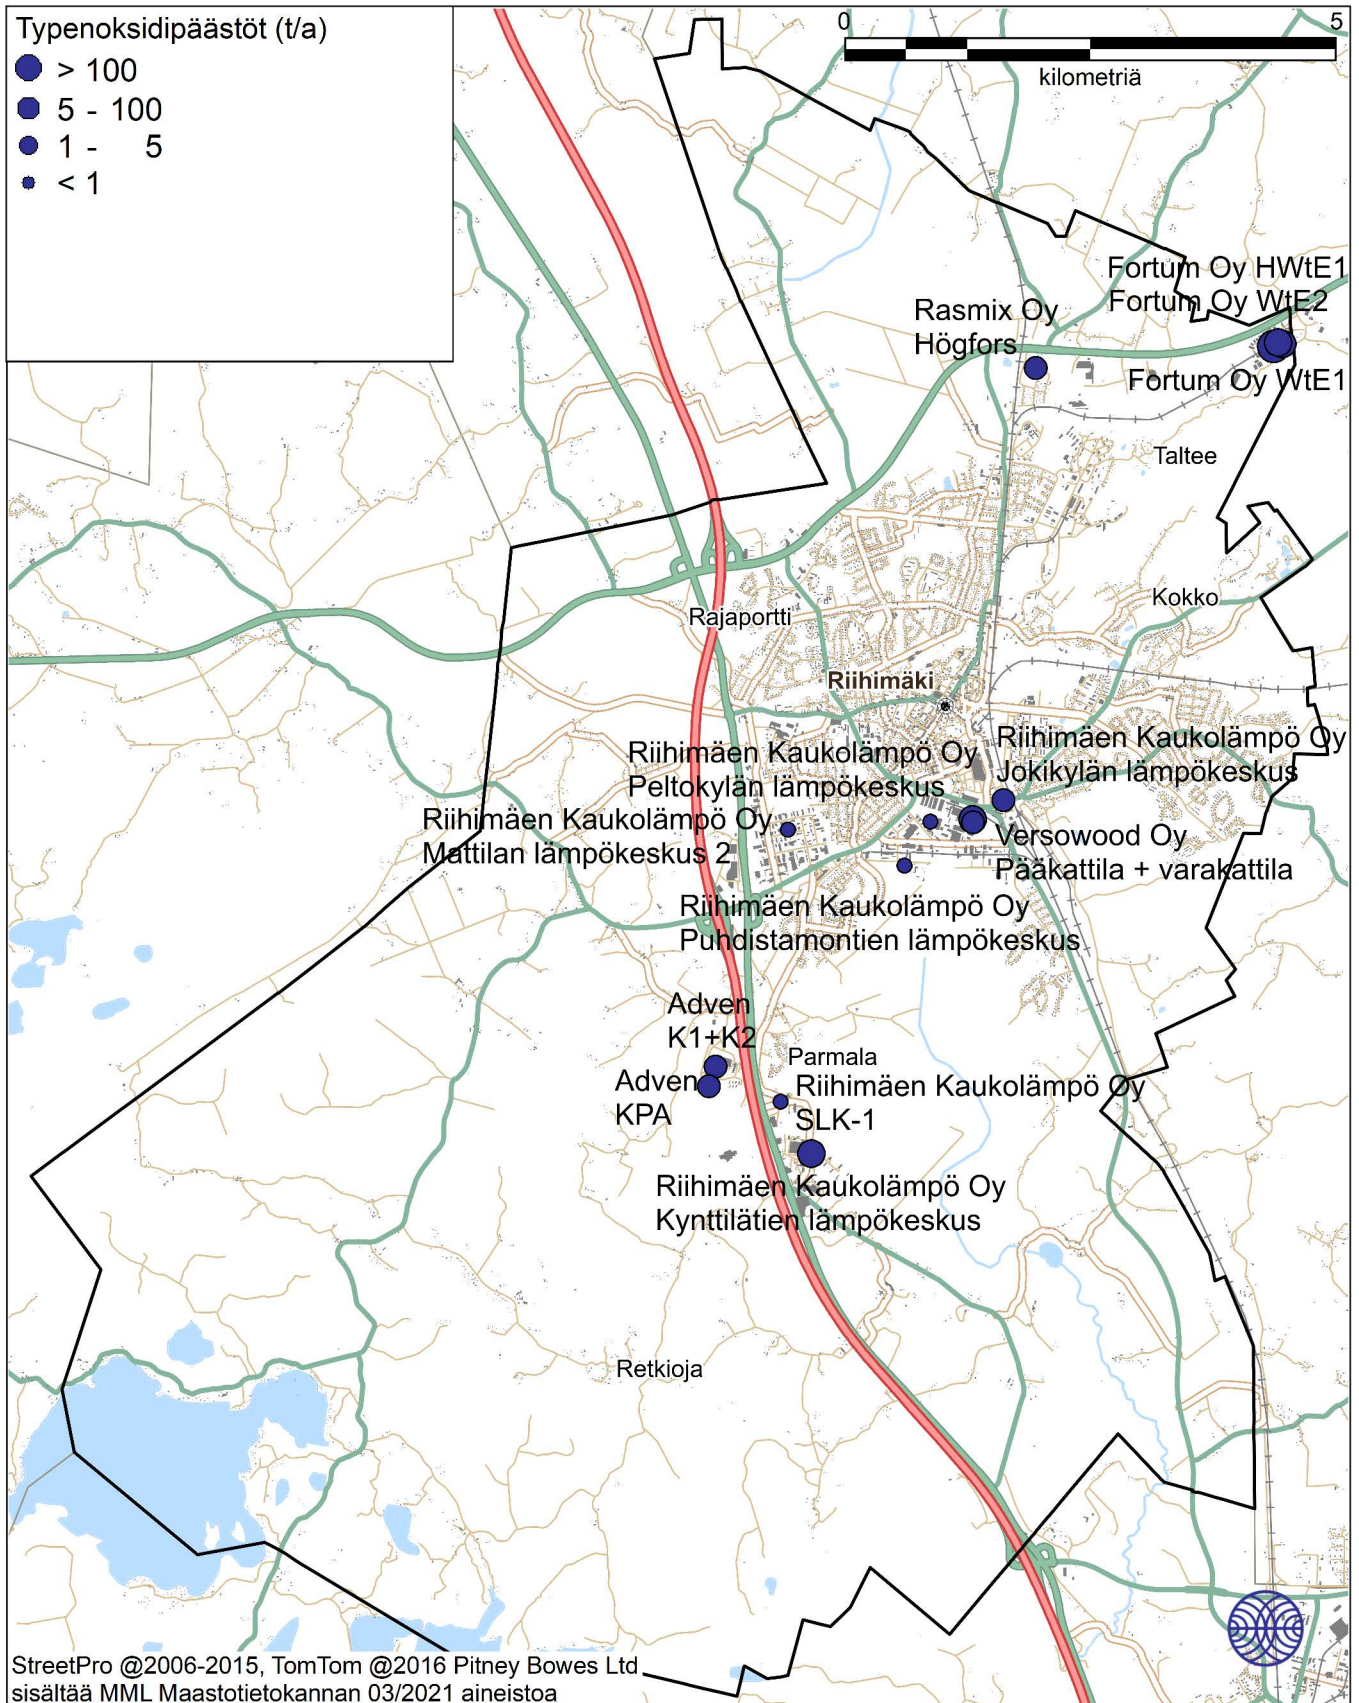 Typenoksidipäästöt (t/a)
> 100
5 - 100
1 - 5
< 1
0 5
kilometriä
Fortum Oy HWtE1
Fortum Oy WtE2
Rasmix Oy
Högfors
Fortum Oy WtE1
Taltee
Kokko
Rajaportti
Riihimäki
Riihimäen Kaukolämpö Oy
Jokikylän lämpökeskus
Riihimäen Kaukolämpö Oy
Peltokylän lämpökeskus
Riihimäen Kaukolämpö Oy
Mattilan lämpökeskus 2
Versowood Oy
Pääkattila + varakattila
Riihimäen Kaukolämpö Oy
Puhdistamontien lämpökeskus
Adven
K1+K2
Parmala
Adven
KPA
Riihimäen Kaukolämpö Oy
SLK-1
Riihimäen Kaukolämpö Oy
Kynttilätien lämpökeskus
Retkioja
StreetPro @2006-2015, TomTom @2016 Pitney Bowes Ltd
sisältää MML Maastotietokannan 03/2021 aineistoa